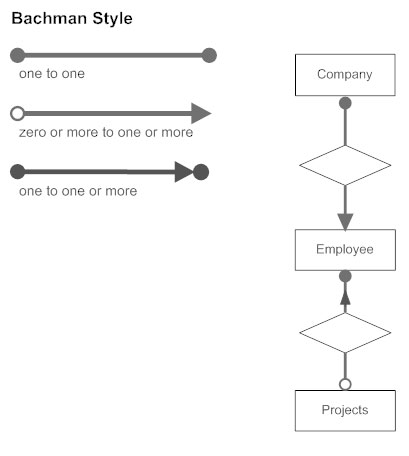 Bachman Style
one to one
zero or more to one or more
one to one or more
Company
Employee
Projects